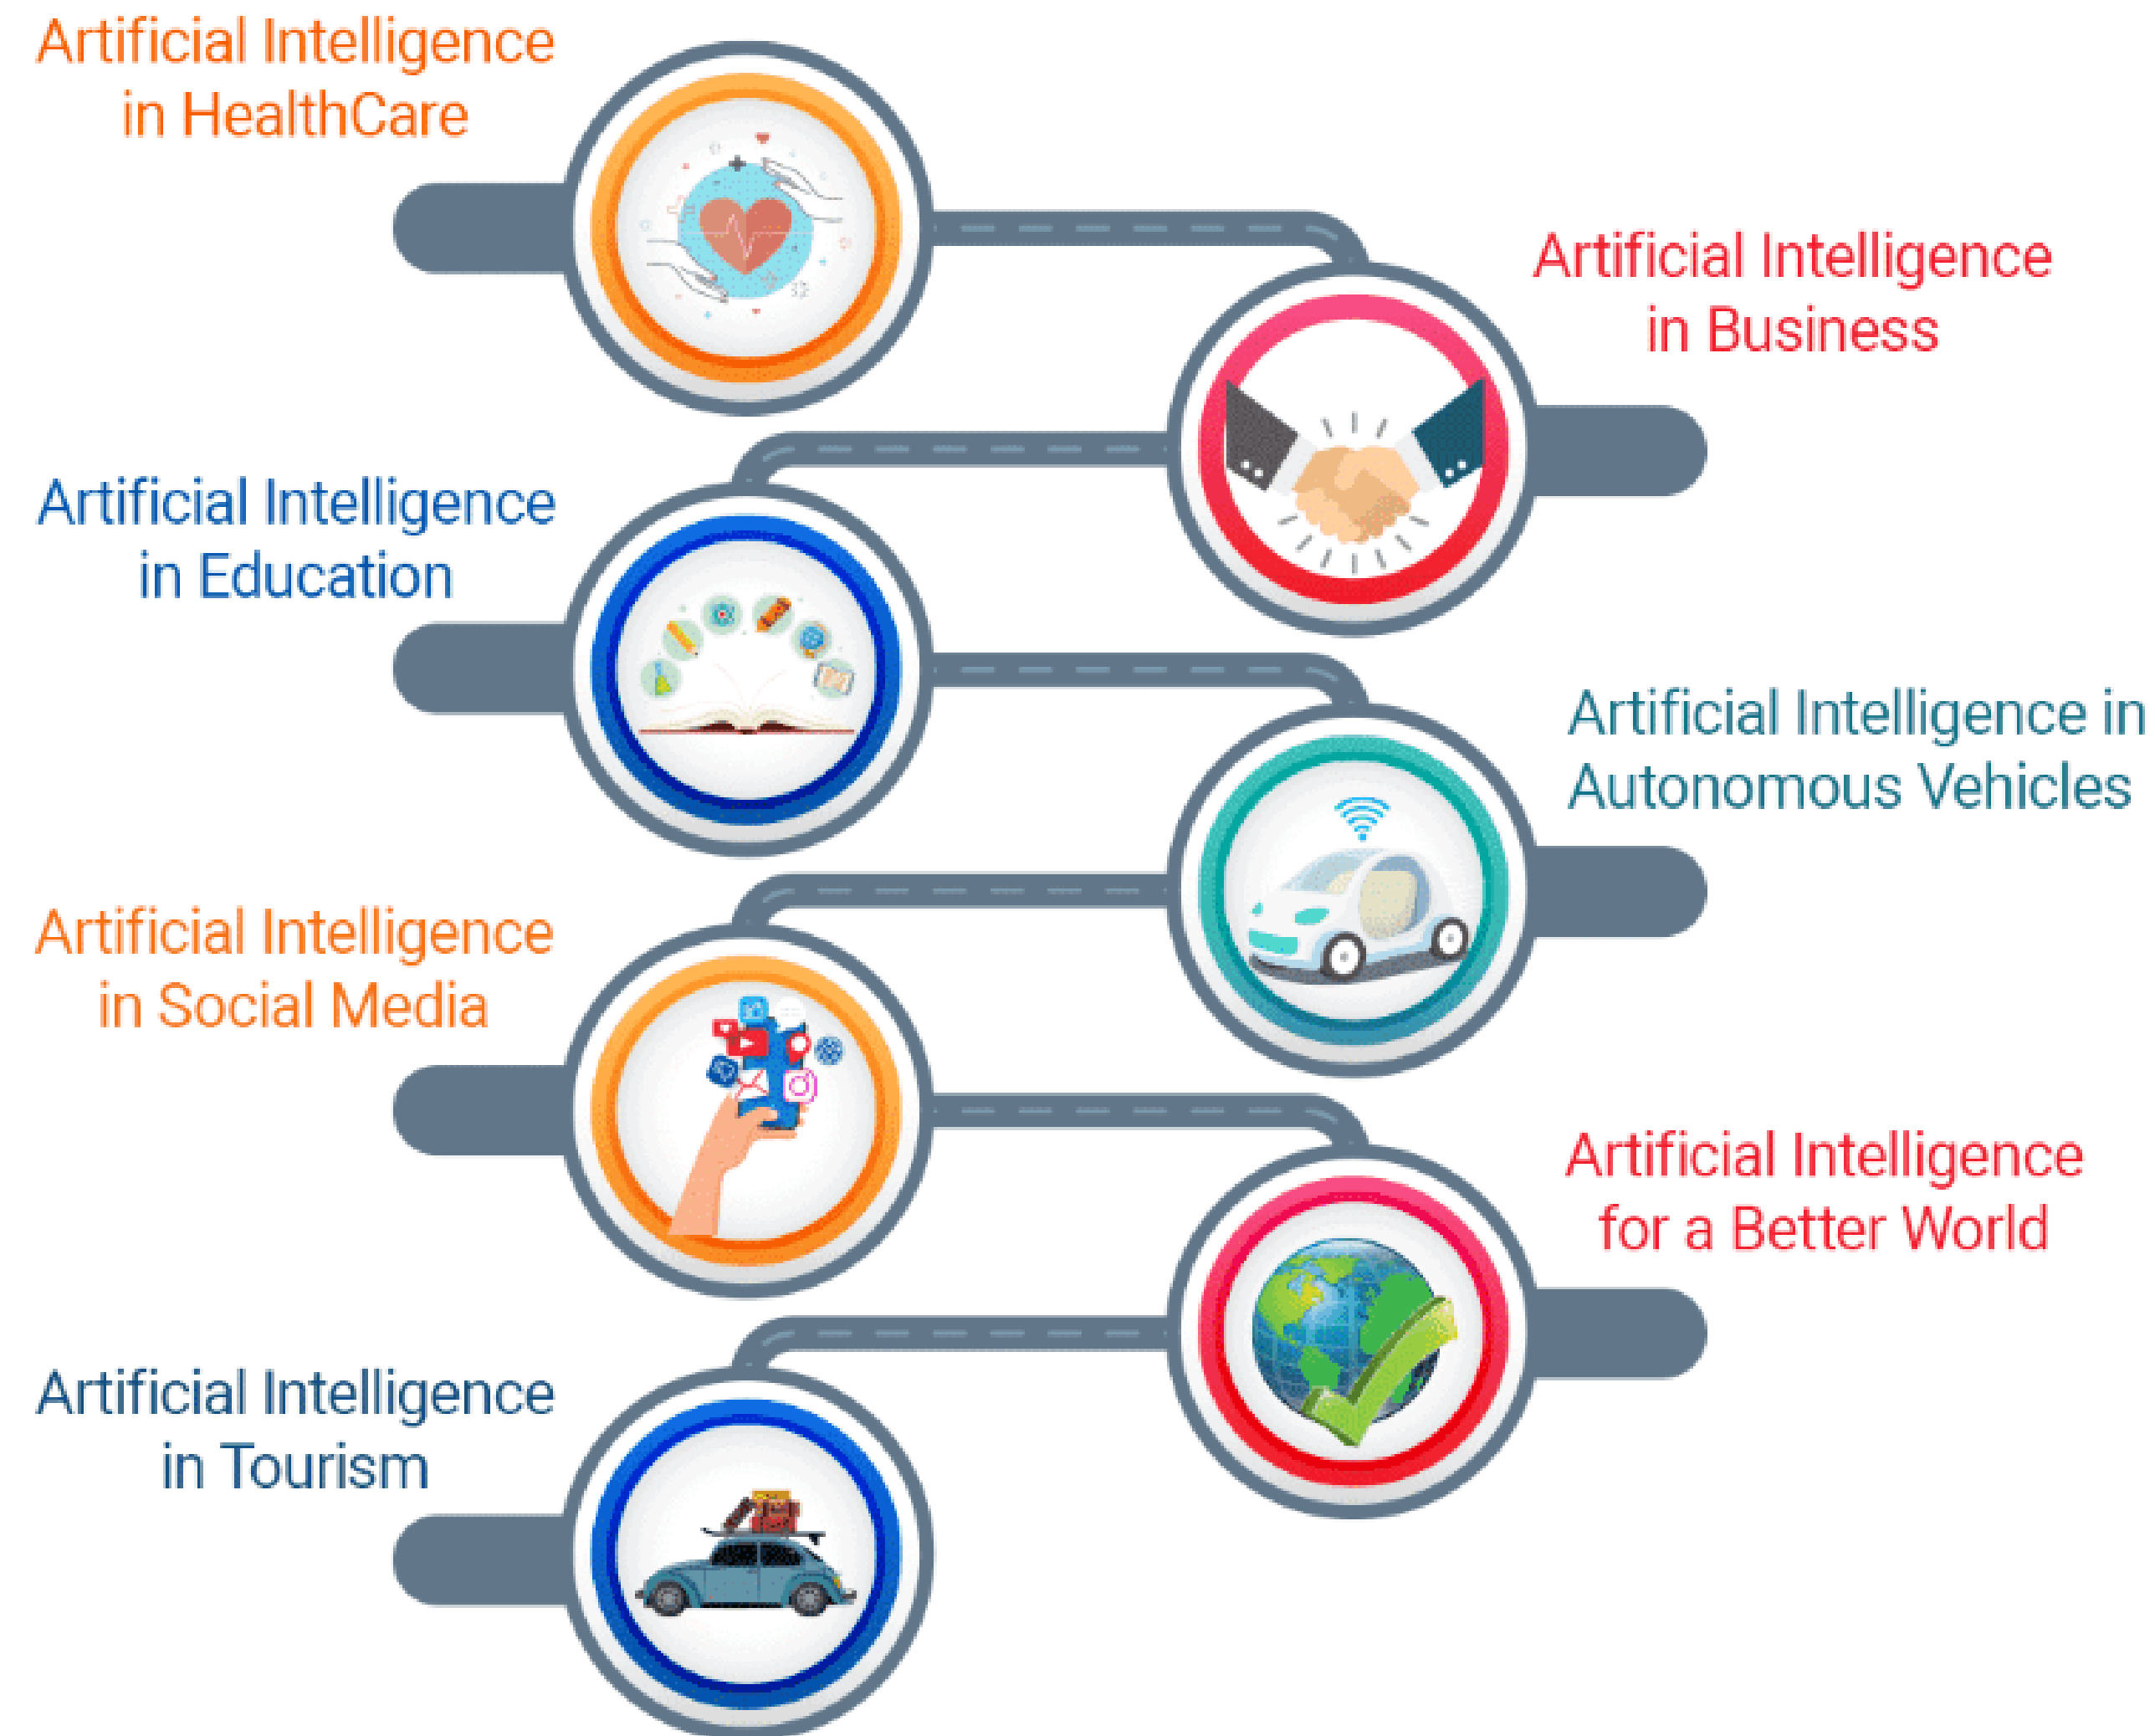 Artificial Intelligence
in HealthCare
Artificial Intelligence
in Business
Artificial Intelligence
in Education
Artificial Intelligence in
Autonomous Vehicles
Artificial Intelligence
in Social Media
Artificial Intelligence
for a Better World
Artificial Intelligence
in Tourism